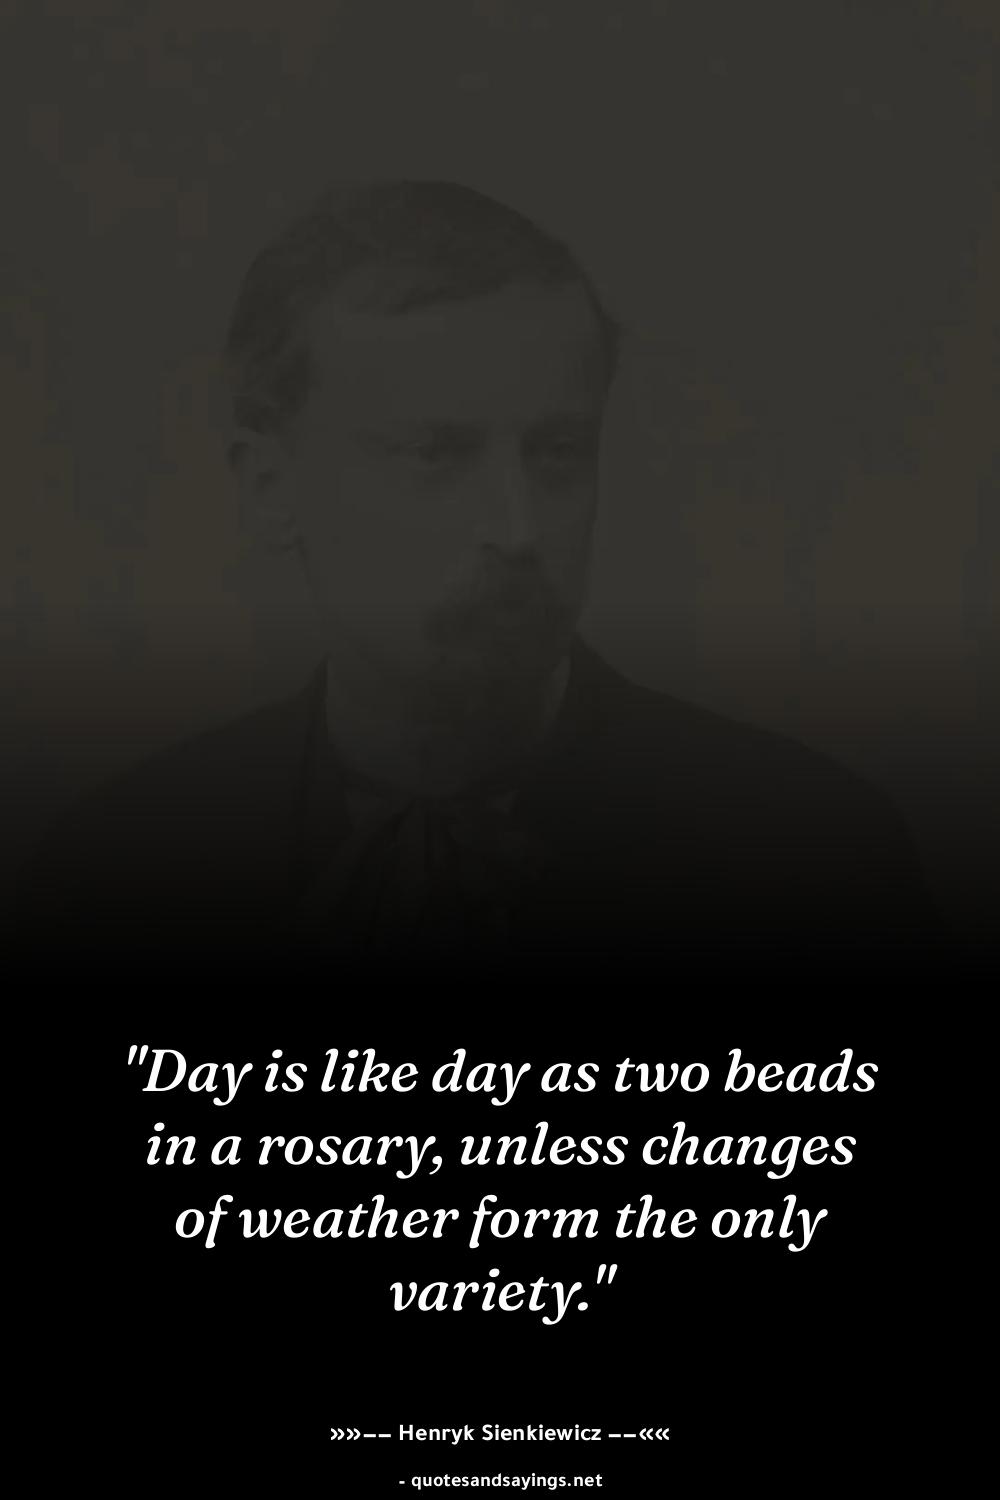 "Day is like day as two beads
in a rosary, unless changes
of weather form the only
variety."
»»−− Henryk Sienkiewicz −−««
- quotesandsayings.net